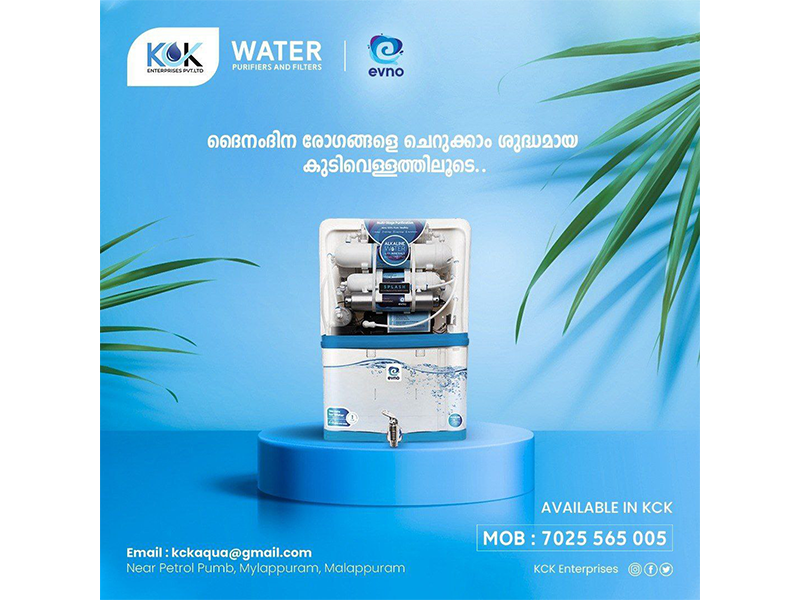 KCK
ENTERPRISES PVT.LTD
WATER
PURIFIERS AND FILTERS
evno
ദൈനംദിന രോഗങ്ങളെ ചെറുക്കാം ശുദ്ധമായ
കുടിവെള്ളത്തിലൂടെ..
ALKALINE
WATER
SPLASH
evno
AVAILABLE IN KCK
MOB : 7025 565 005
Email : kckaqua@gmail.com
Near Petrol Pumb, Mylappuram, Malappuram
KCK Enterprises